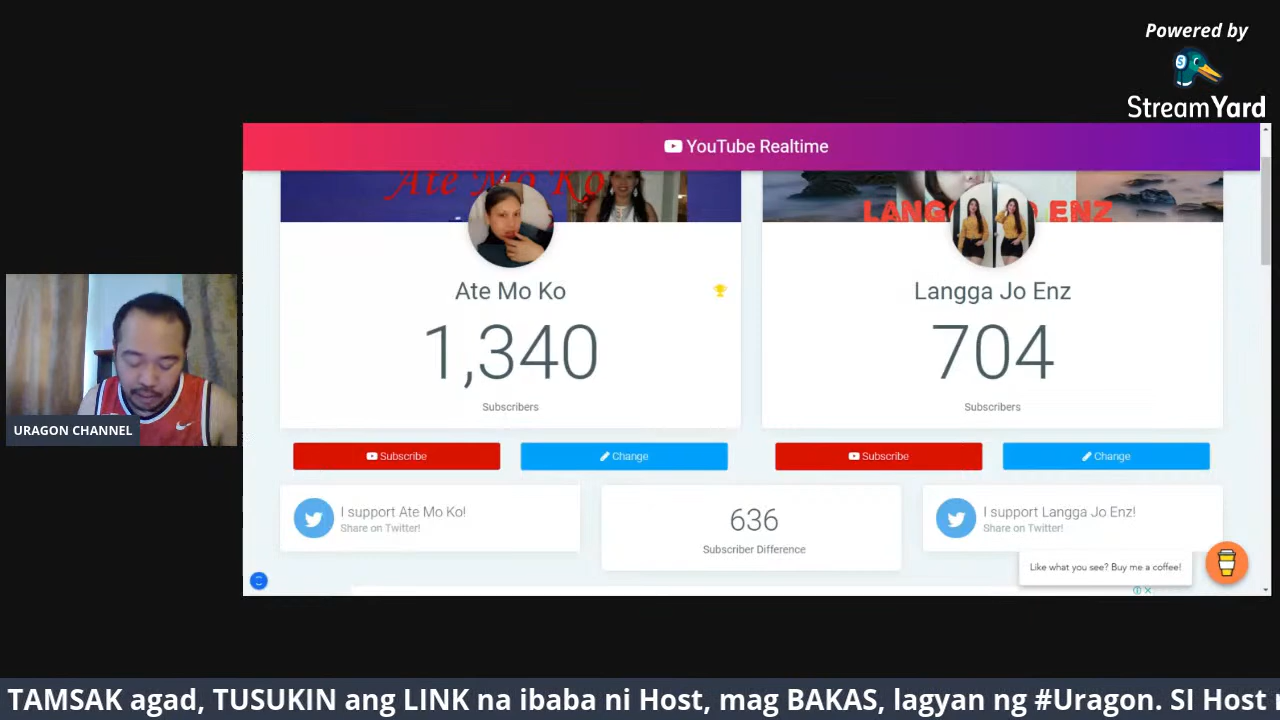 Powered by
StreamYard
YouTube Realtime
Ate Mo Ko
LANGGA JO ENZ
Ate Mo Ko
1,340
Subscribers
Langga Jo Enz
704
Subscribers
Subscribe
Change
Subscribe
Change
I support Ate Mo Ko!
Share on Twitter!
636
Subscriber Difference
I support Langga Jo Enz!
Share on Twitter!
Like what you see? Buy me a coffee!
URAGON CHANNEL
TAMSAK agad, TUSUKIN ang LINK na ibaba ni Host, mag BAKAS, lagyan ng #Uragon. SI Host